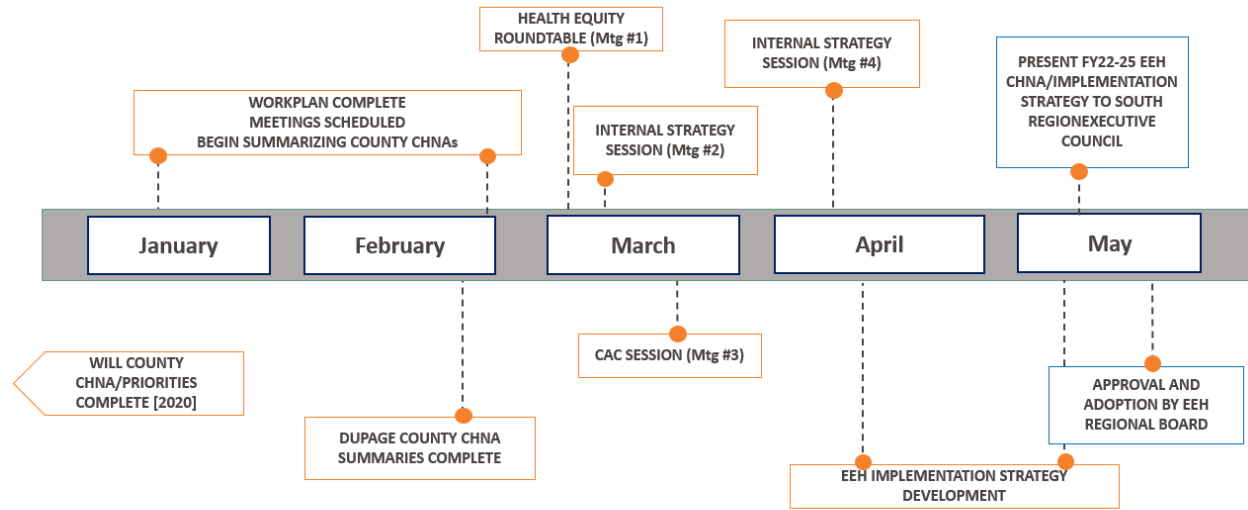 HEALTH EQUITY
ROUNDTABLE (Mtg #1)
INTERNAL STRATEGY
SESSION (Mtg #4)
PRESENT FY22-25 EEH
CHNA/IMPLEMENTATION
STRATEGY TO SOUTH
REGIONEXECUTIVE
COUNCIL
WORKPLAN COMPLETE
MEETINGS SCHEDULED
BEGIN SUMMARIZING COUNTY CHNAs
INTERNAL STRATEGY
SESSION (Mtg #2)
January
February
March
April
May
CAC SESSION (Mtg #3)
WILL COUNTY
CHNA/PRIORITIES
COMPLETE [2020]
APPROVAL AND
ADOPTION BY EEH
REGIONAL BOARD
DUPAGE COUNTY CHNA
SUMMARIES COMPLETE
EEH IMPLEMENTATION STRATEGY
DEVELOPMENT